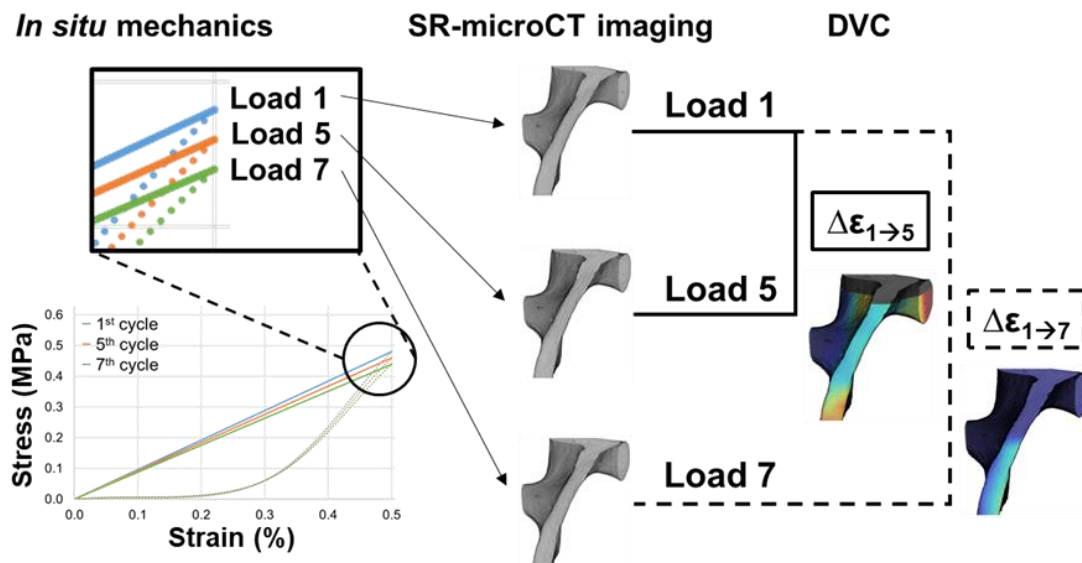 In situ mechanics
SR-microCT imaging
DVC
Load 1
Load 5
Load 7
Load 1
Load 5
Load 7
Δε1→5
Δε1→7
0.6
0.5
0.4
0.3
0.2
0.1
0.0
Stress (MPa)
1st cycle
5th cycle
7th cycle
0.0 0.1 0.2 0.3 0.4 0.5
Strain (%)